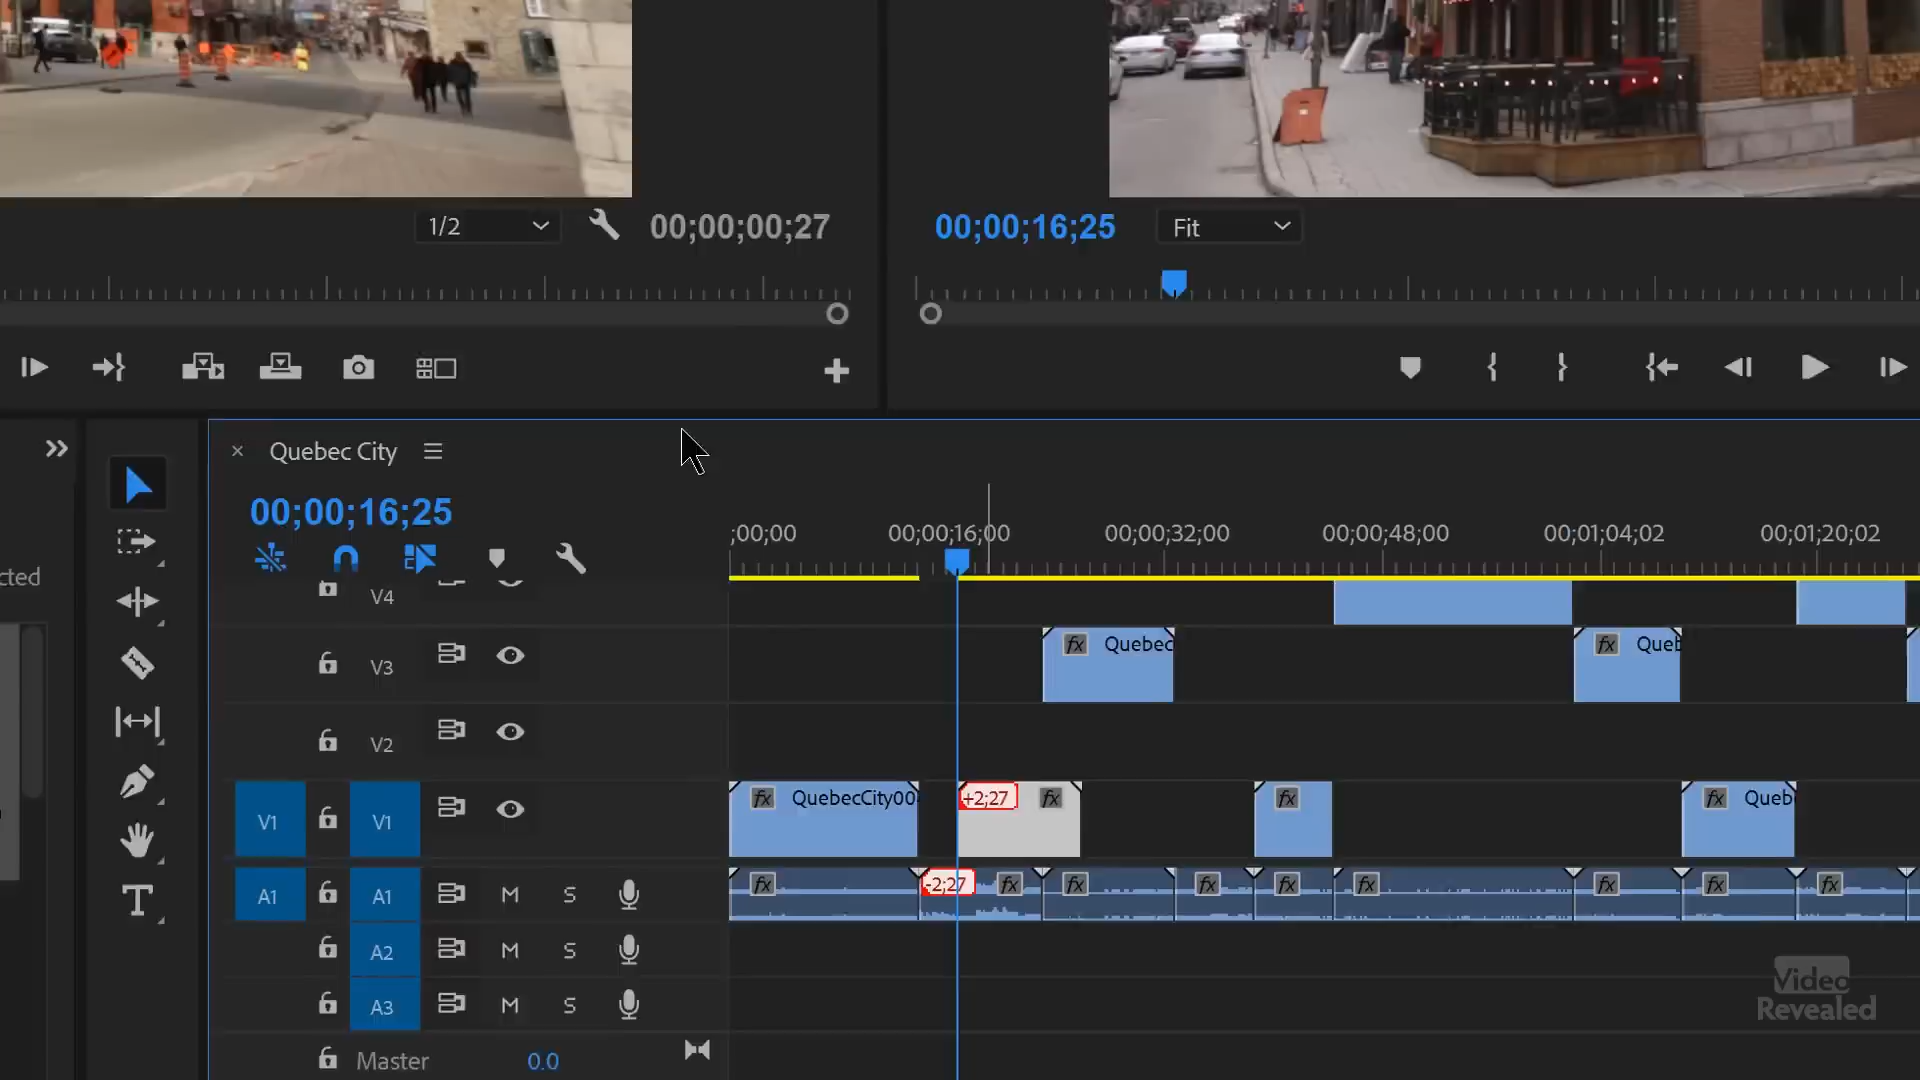 1/2
00;00;00;27
00;00;16;25
Fit
Quebec City
00;00;16;25
;00;00
00;00;16;00
00;00;32;00
00;00;48;00
00;01;04;02
00;01;20;02
cted
V4
V3
fx Quebec
fx Queb
V2
V1
V1
fx QuebecCity00
+2;27
fx
fx
fx Queb
A1
A1
M
S
fx
-2;27
fx
fx
fx
fx
fx
fx
fx
fx
A2
M
S
A3
M
S
Master
0.0
Video
Revealed